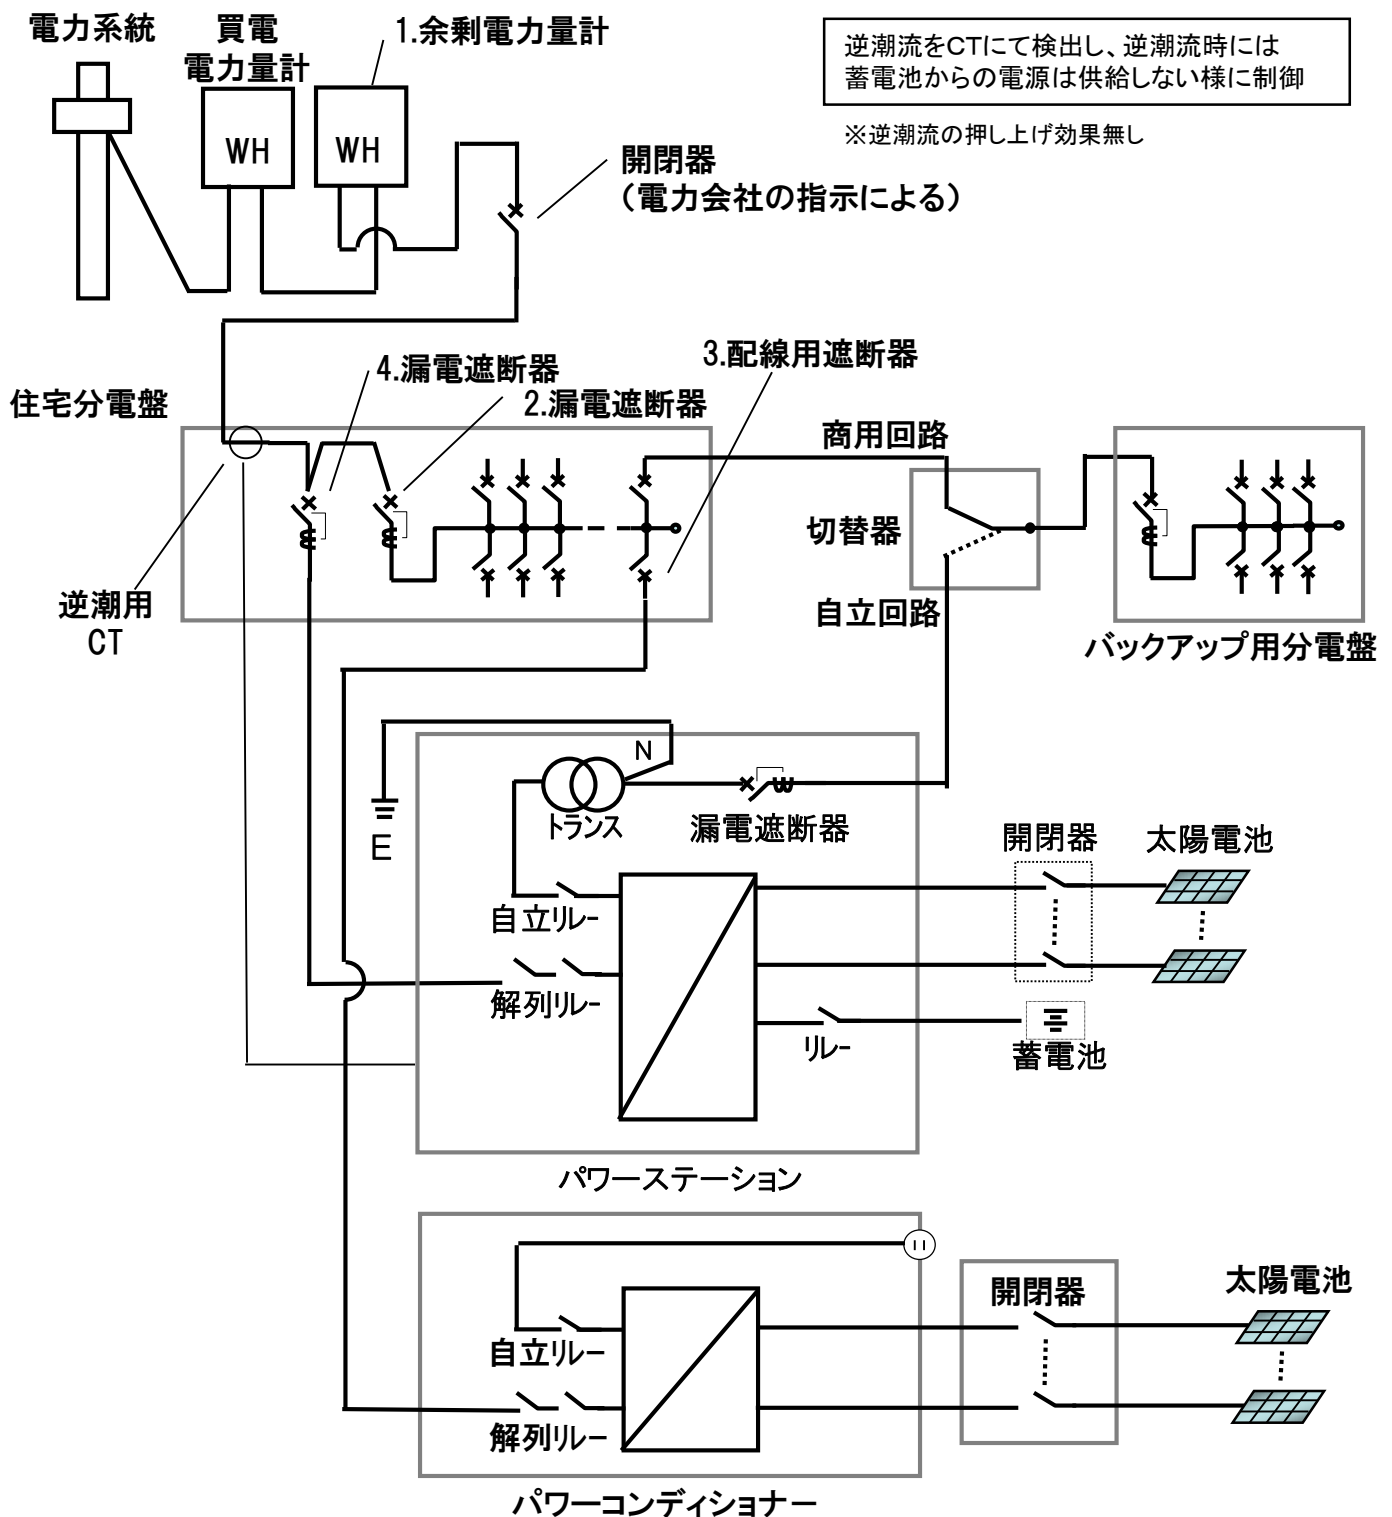 電力系統
買電
電力量計
1.余剰電力量計
逆潮流をCTにて検出し、逆潮流時には
蓄電池からの電源は供給しない様に制御
※逆潮流の押し上げ効果無し
WH
WH
開閉器
（電力会社の指示による）
住宅分電盤
4.漏電遮断器
2.漏電遮断器
3.配線用遮断器
商用回路
切替器
自立回路
逆潮用
CT
バックアップ用分電盤
N
E
トランス
漏電遮断器
開閉器
太陽電池
自立リレー
解列リレー
リレー
蓄電池
パワーステーション
開閉器
太陽電池
自立リレー
解列リレー
パワーコンディショナー